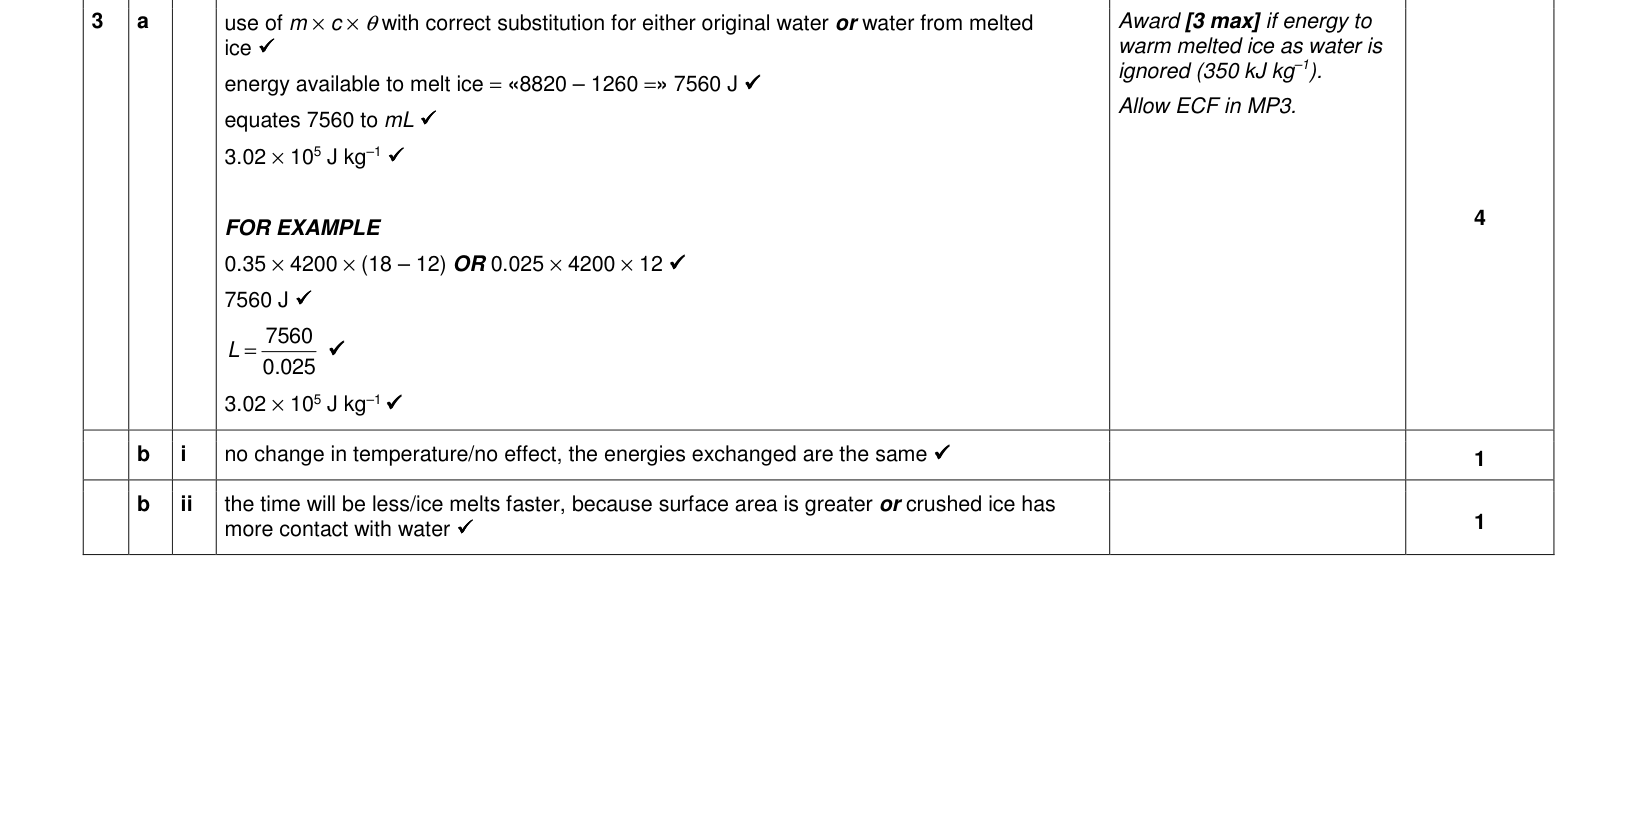 3 a use of m × c × θ with correct substitution for either original water or water from melted
ice ✓
energy available to melt ice = «8820 – 1260 =» 7560 J ✓
equates 7560 to mL ✓
3.02 × 10⁵ J kg⁻¹ ✓
FOR EXAMPLE
0.35 × 4200 × (18 – 12) OR 0.025 × 4200 × 12 ✓
7560 J ✓
L = 7560 / 0.025 ✓
3.02 × 10⁵ J kg⁻¹ ✓
Award [3 max] if energy to
warm melted ice as water is
ignored (350 kJ kg⁻¹).
Allow ECF in MP3.
4
b i no change in temperature/no effect, the energies exchanged are the same ✓ 1
b ii the time will be less/ice melts faster, because surface area is greater or crushed ice has
more contact with water ✓
1